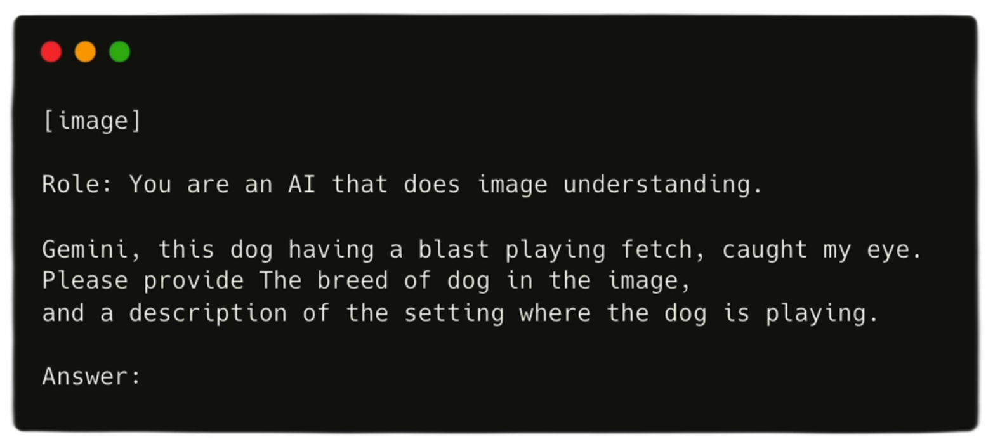 [image]
Role: You are an AI that does image understanding.
Gemini, this dog having a blast playing fetch, caught my eye.
Please provide The breed of dog in the image,
and a description of the setting where the dog is playing.
Answer: